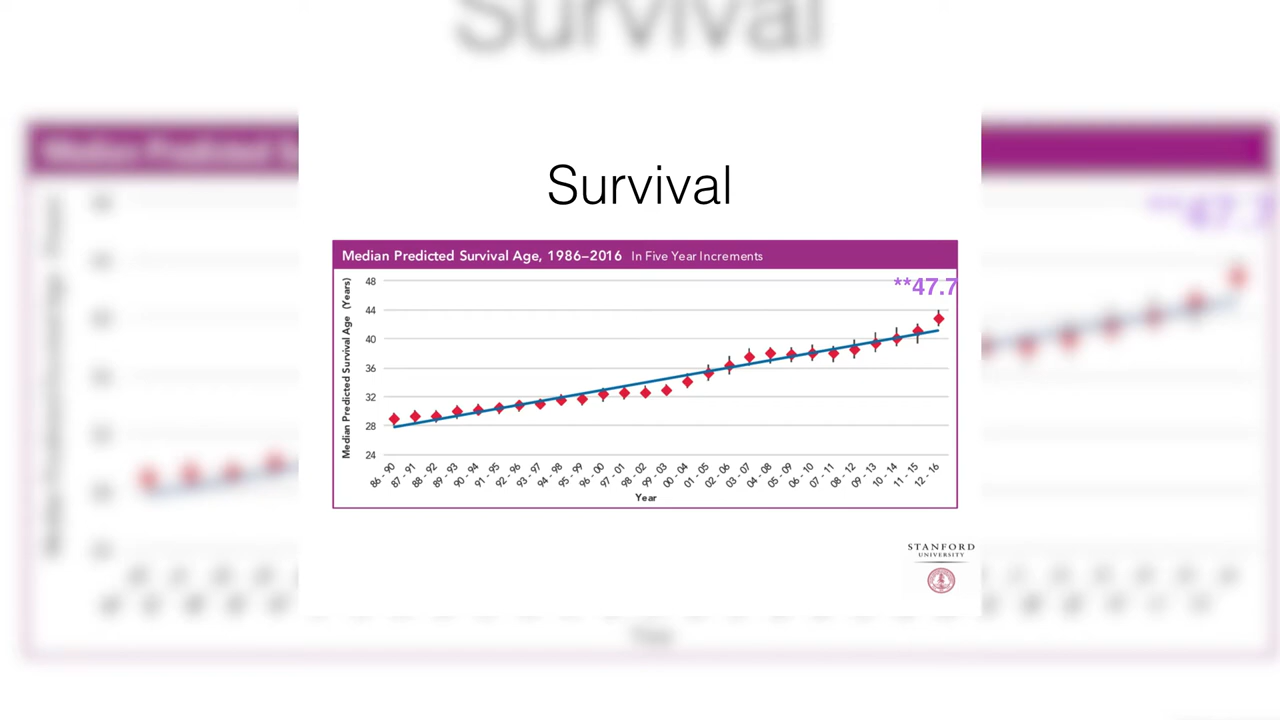 Survival
Median Predicted Survival Age, 1986–2016 In Five Year Increments
**47.7
Median Predicted Survival Age (Years)
48
44
40
36
32
28
24
86 - 90
87 - 91
88 - 92
89 - 93
90 - 94
91 - 95
92 - 96
93 - 97
94 - 98
95 - 99
96 - 00
97 - 01
98 - 02
99 - 03
00 - 04
01 - 05
02 - 06
03 - 07
04 - 08
05 - 09
06 - 10
07 - 11
08 - 12
09 - 13
10 - 14
11 - 15
12 - 16
Year
STANFORD
UNIVERSITY